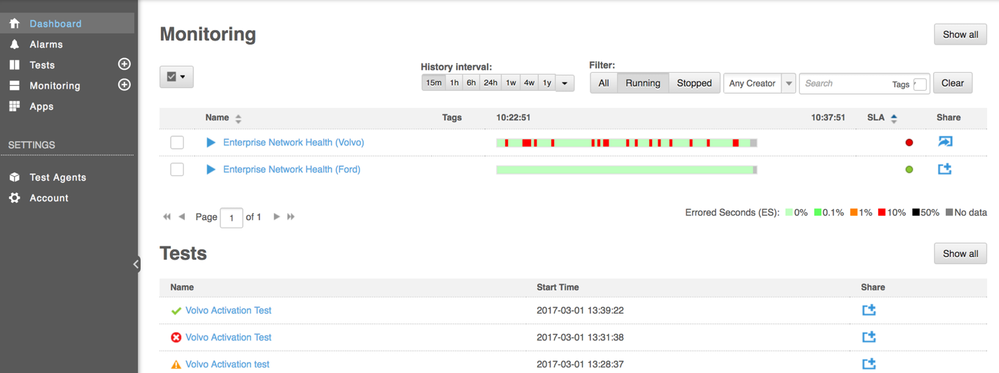 Dashboard
Alarms
Tests
Monitoring
Apps
SETTINGS
Test Agents
Account
Monitoring
Show all
History interval:
15m 1h 6h 24h 1w 4w 1y
Filter:
All Running Stopped Any Creator Search Tags Clear
Name Tags 10:22:51 10:37:51 SLA Share
Enterprise Network Health (Volvo)
Enterprise Network Health (Ford)
Page 1 of 1
Errored Seconds (ES): 0% 0.1% 1% 10% 50% No data
Tests
Show all
Name Start Time Share
Volvo Activation Test 2017-03-01 13:39:22
Volvo Activation Test 2017-03-01 13:31:38
Volvo Activation test 2017-03-01 13:28:37